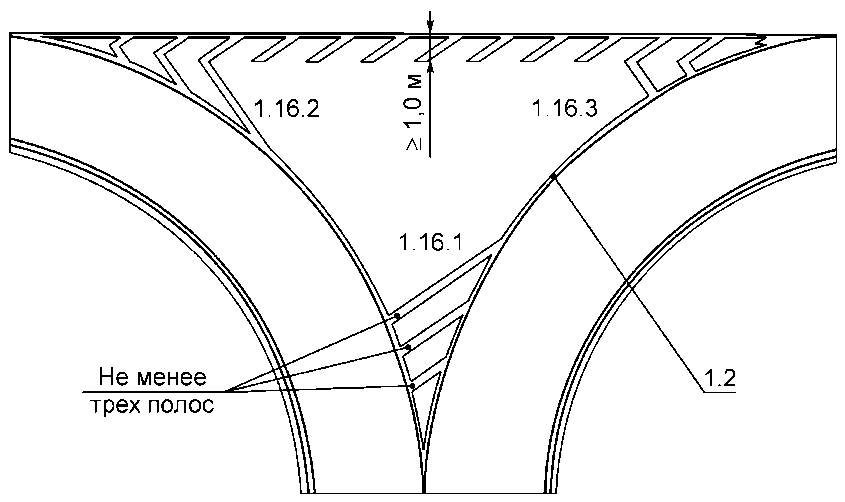 1.16.2
≥ 1,0 м
1.16.3
1.16.1
Не менее
трех полос
1.2